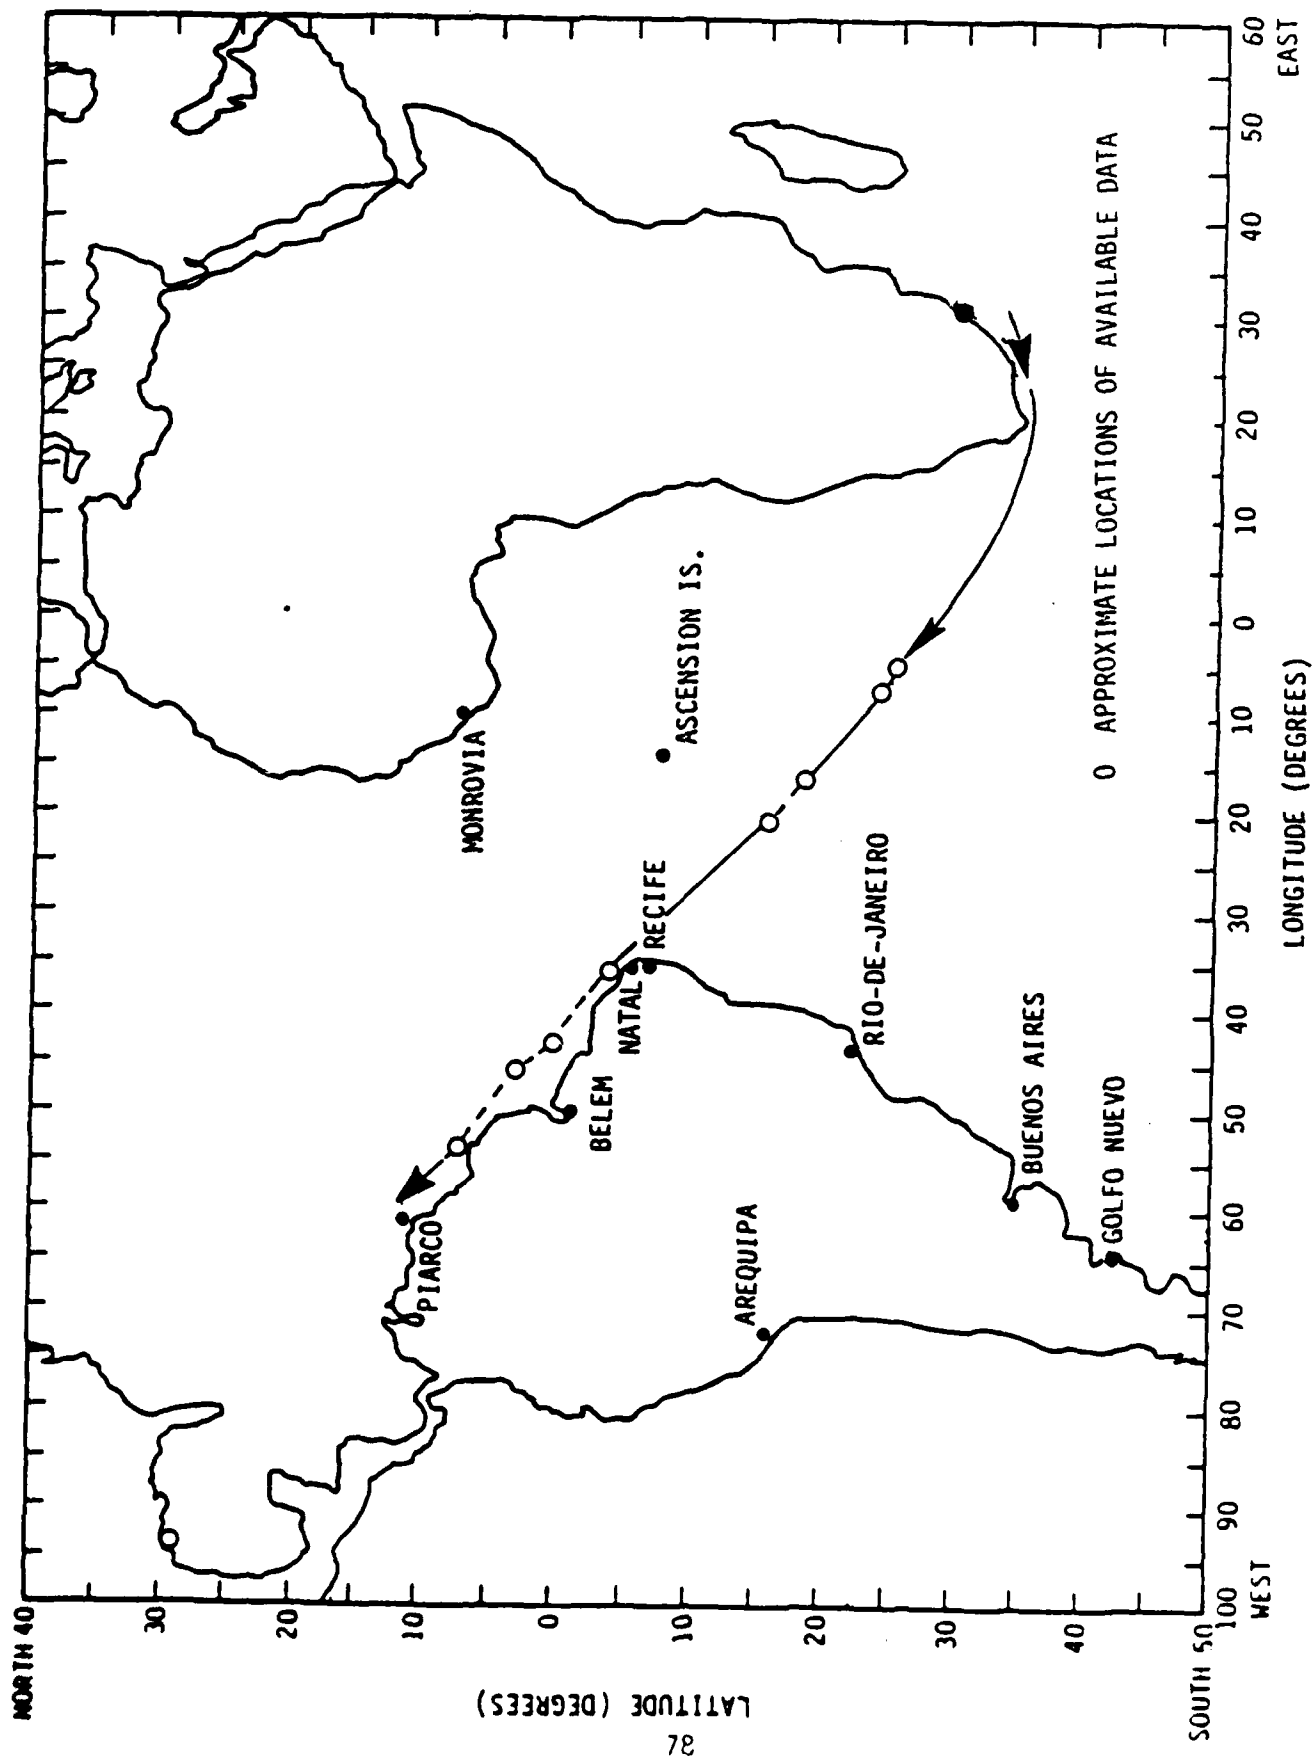 NORTH 40
30
20
10
0
10
20
30
40
SOUTH 50
LATITUDE (DEGREES)
MONROVIA
ASCENSION IS.
RECIFE
NATAL
BELEM
PIARCO
RIO-DE-JANEIRO
AREQUIPA
BUENOS AIRES
GOLFO NUEVO
O APPROXIMATE LOCATIONS OF AVAILABLE DATA
100 90 80 70 60 50 40 30 20 10 0 10 20 30 40 50 60
WEST EAST
LONGITUDE (DEGREES)